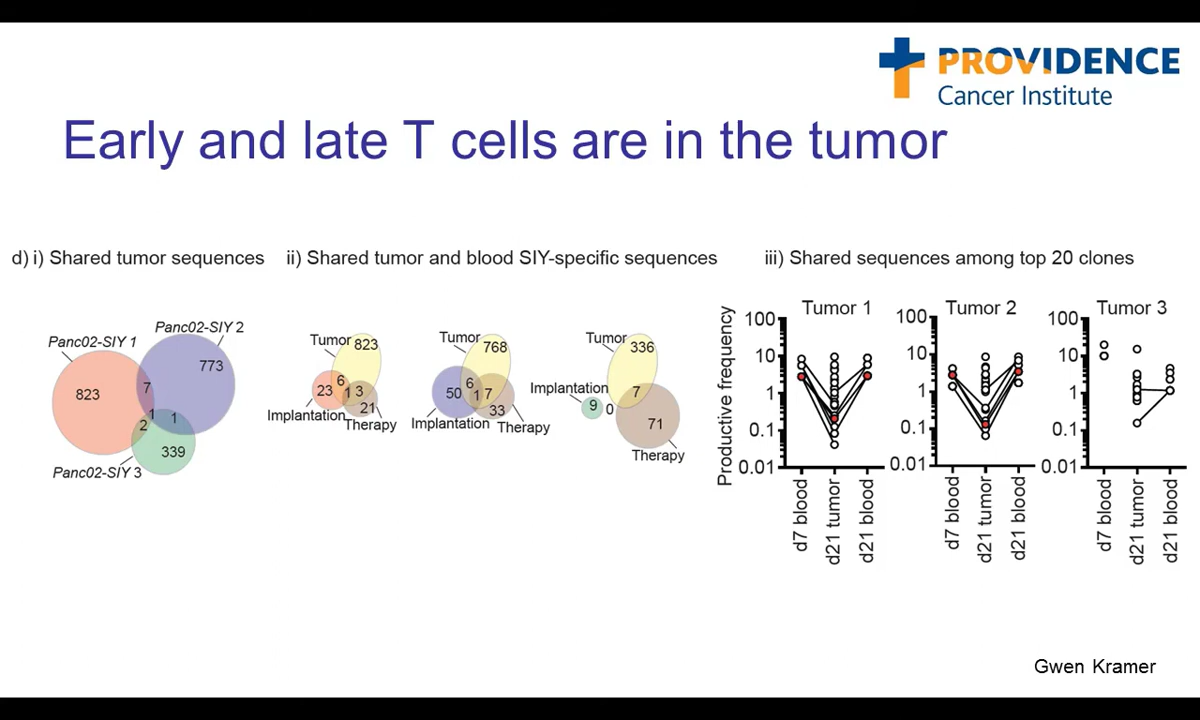 PROVIDENCE
Cancer Institute
Early and late T cells are in the tumor
d) i) Shared tumor sequences
ii) Shared tumor and blood SIY-specific sequences
iii) Shared sequences among top 20 clones
Panc02-SIY 1
Panc02-SIY 2
823
773
7
1
1
2
339
Panc02-SIY 3
Tumor
823
6
23
1
3
21
Implantation
Therapy
Tumor
768
6
50
1
7
33
Implantation
Therapy
Tumor
336
Implantation
7
9
0
71
Therapy
Productive frequency
Tumor 1
100
10
1
0.1
0.01
d7 blood
d21 tumor
d21 blood
Tumor 2
100
10
1
0.1
0.01
d7 blood
d21 tumor
d21 blood
Tumor 3
100
10
1
0.1
0.01
d7 blood
d21 tumor
d21 blood
Gwen Kramer